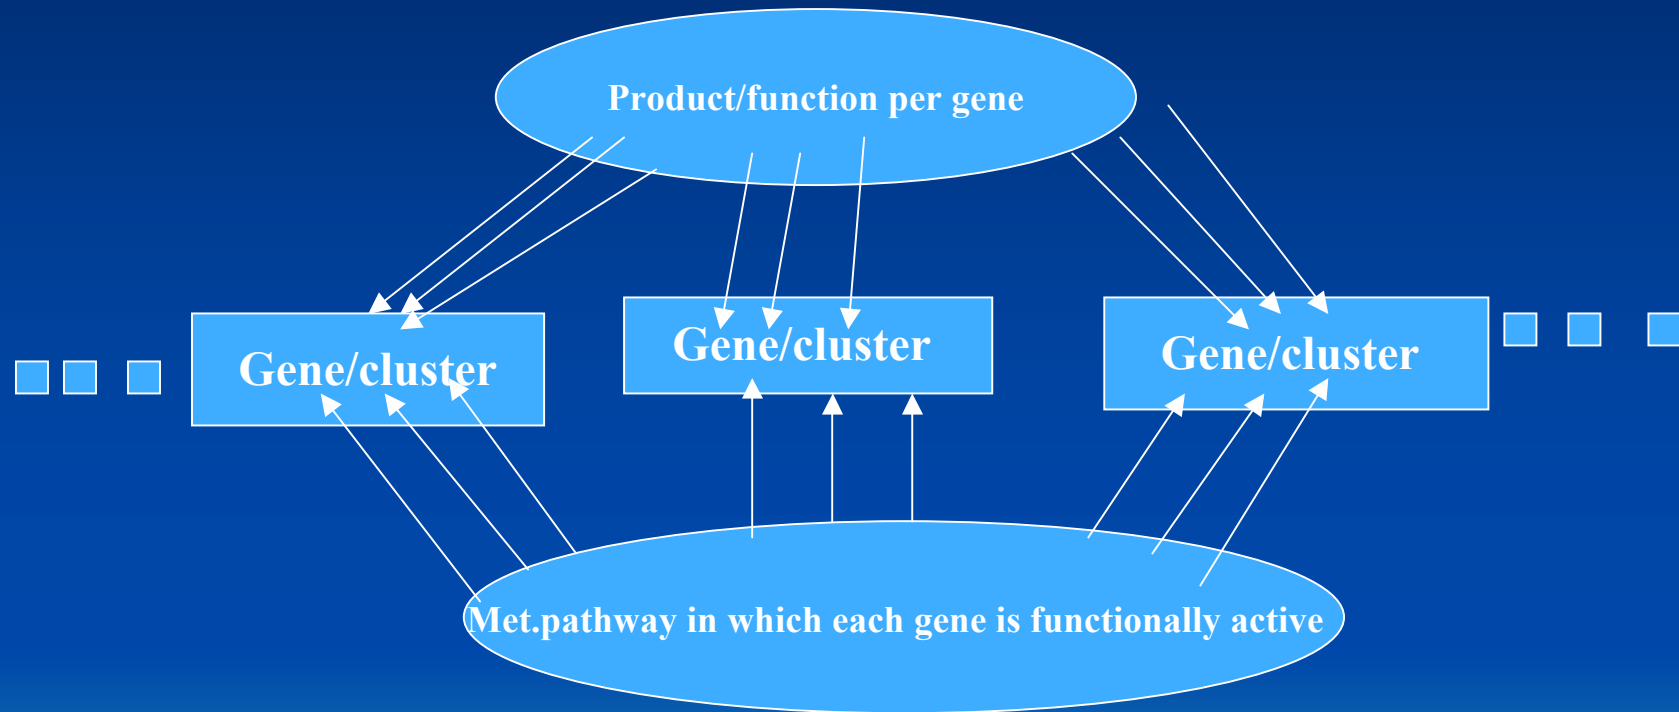 Product/function per gene
Gene/cluster
Gene/cluster
Gene/cluster
Met.pathway in which each gene is functionally active